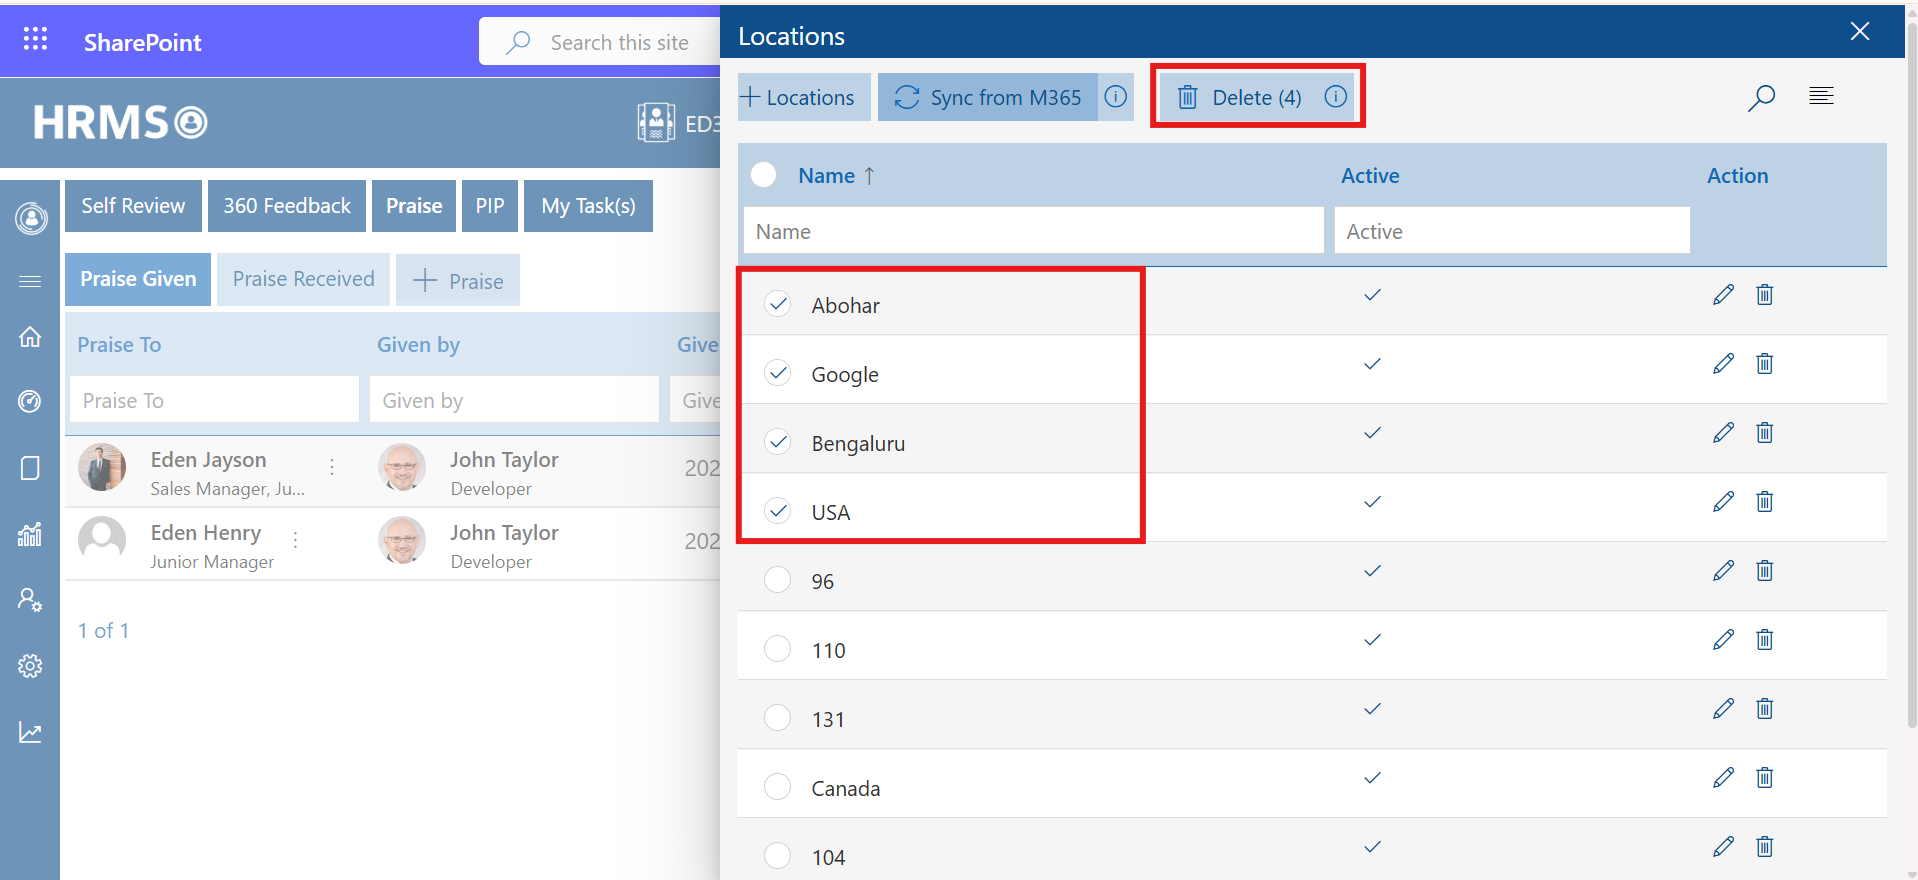 SharePoint
Search this site
HRMS
ED3
Self Review
360 Feedback
Praise
PIP
My Task(s)
Praise Given
Praise Received
Praise
Praise To
Given by
Give
Praise To
Given by
Give
Eden Jayson
Sales Manager, Ju...
John Taylor
Developer
202
Eden Henry
Junior Manager
John Taylor
Developer
202
1 of 1
Locations
Locations
Sync from M365
Delete (4)
Name ↑
Active
Action
Name
Active
Abohar
Google
Bengaluru
USA
96
110
131
Canada
104